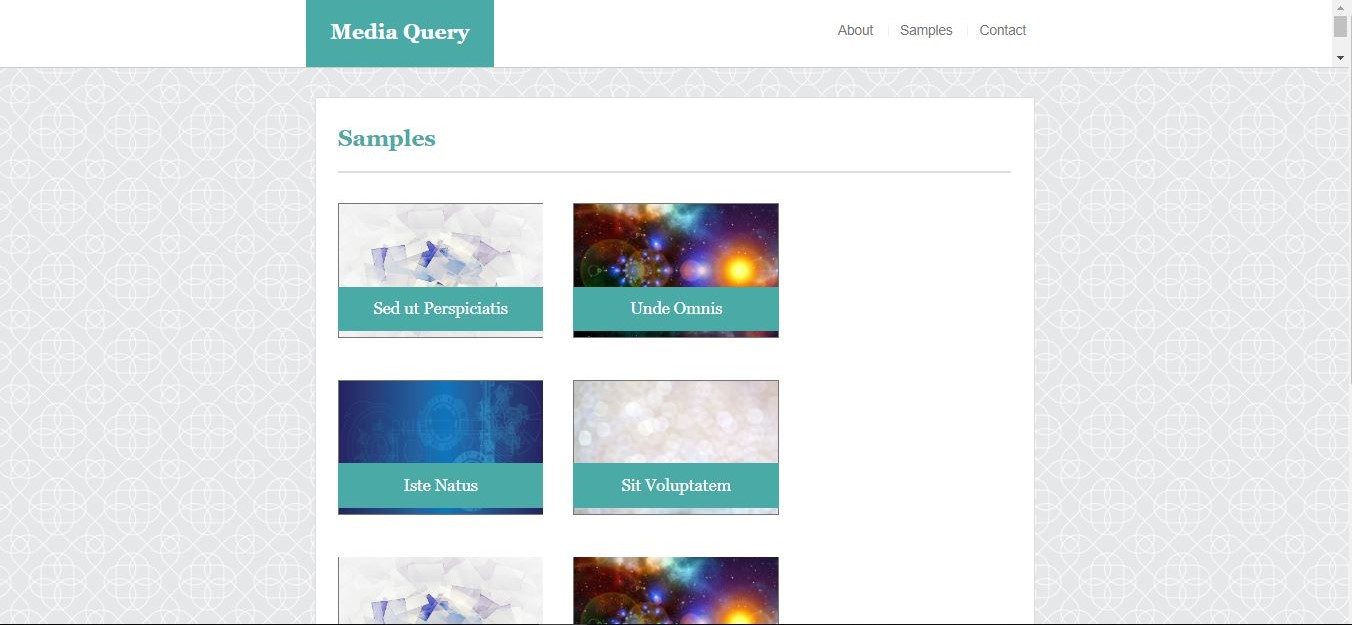 Media Query
About
Samples
Contact
Samples
Sed ut Perspiciatis
Unde Omnis
Iste Natus
Sit Voluptatem